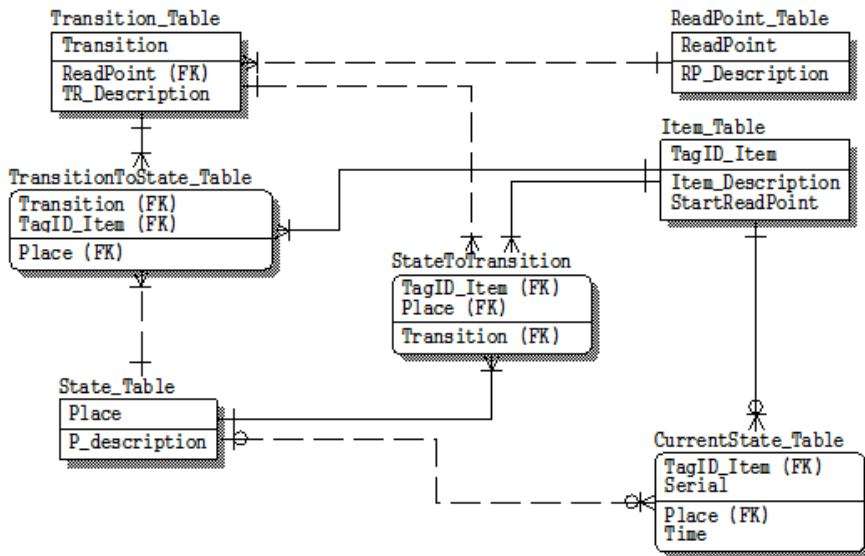 Transition_Table
Transition
ReadPoint (FK)
TR_Description
ReadPoint_Table
ReadPoint
RP_Description
Item_Table
TagID_Item
Item_Description
StartReadPoint
TransitionToState_Table
Transition (FK)
TagID_Item (FK)
Place (FK)
StateToTransition
TagID_Item (FK)
Place (FK)
Transition (FK)
State_Table
Place
P_description
CurrentState_Table
TagID_Item (FK)
Serial
Place (FK)
Time